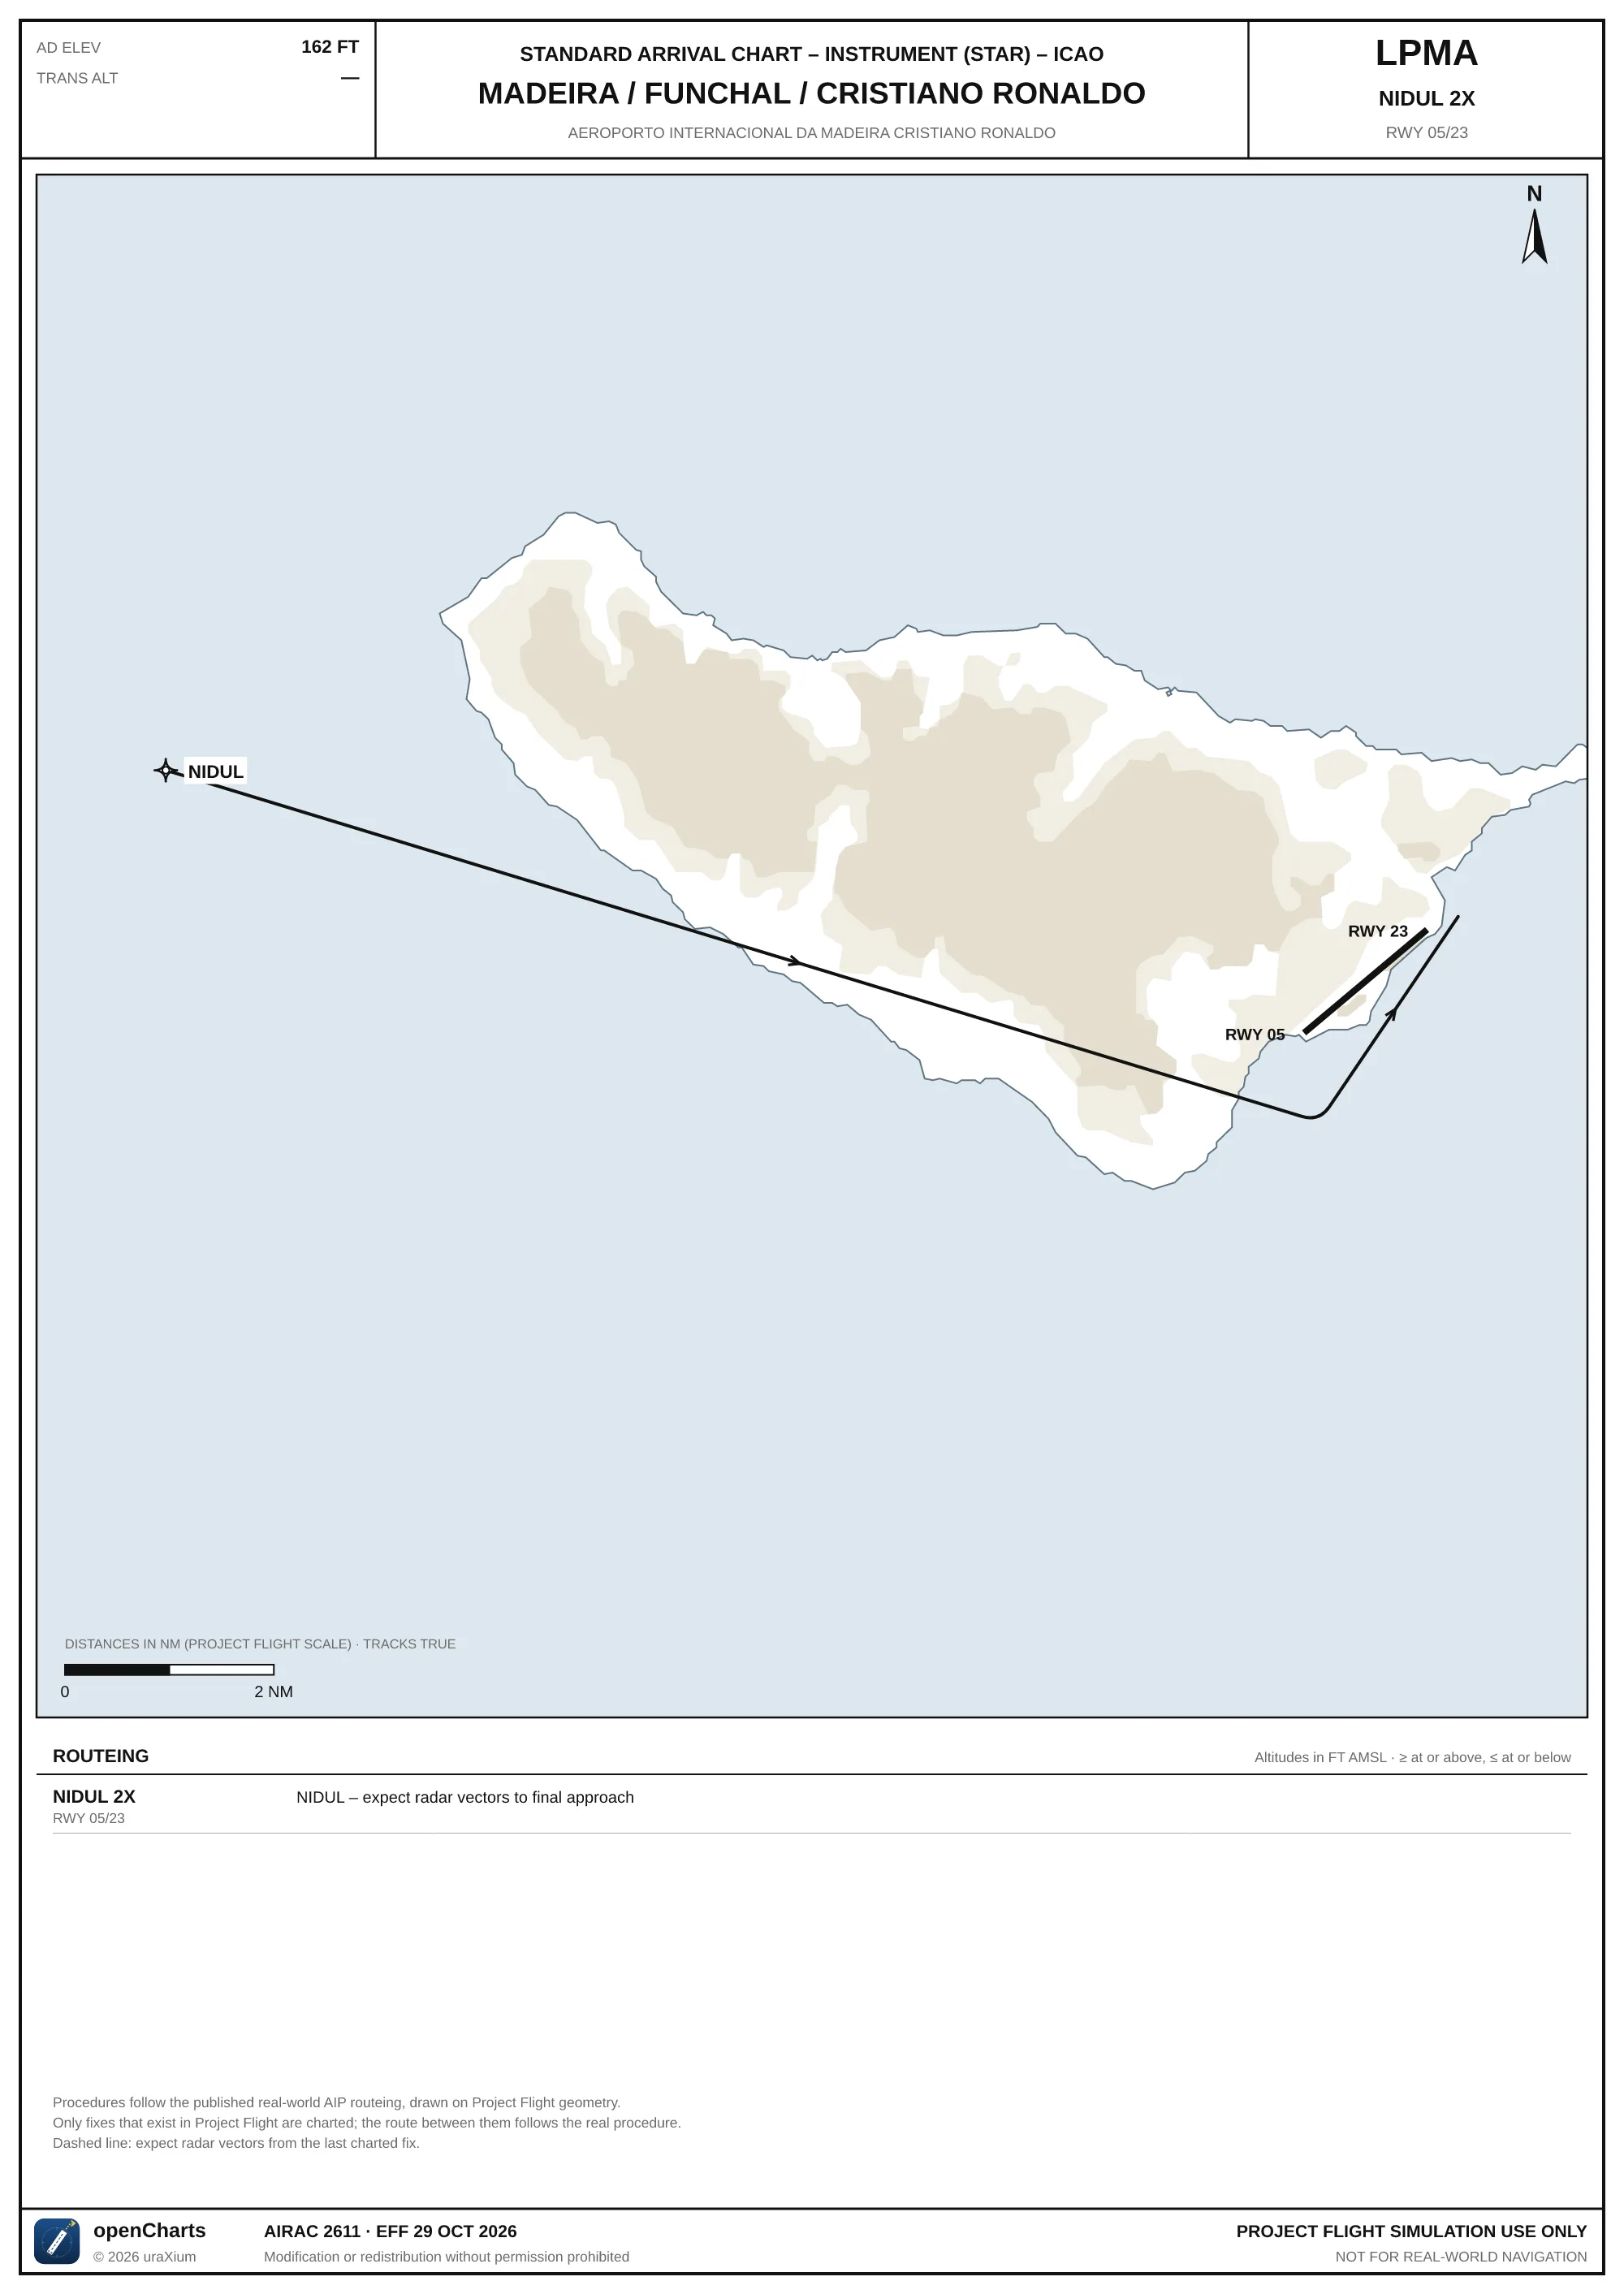 AD ELEV 162 FT
TRANS ALT —
STANDARD ARRIVAL CHART – INSTRUMENT (STAR) – ICAO
MADEIRA / FUNCHAL / CRISTIANO RONALDO
AEROPORTO INTERNACIONAL DA MADEIRA CRISTIANO RONALDO
LPMA
NIDUL 2X
RWY 05/23
N
NIDUL
RWY 23
RWY 05
DISTANCES IN NM (PROJECT FLIGHT SCALE) · TRACKS TRUE
0 2 NM
ROUTEING Altitudes in FT AMSL · ≥ at or above, ≤ at or below
NIDUL 2X NIDUL – expect radar vectors to final approach
RWY 05/23
Procedures follow the published real-world AIP routeing, drawn on Project Flight geometry.
Only fixes that exist in Project Flight are charted; the route between them follows the real procedure.
Dashed line: expect radar vectors from the last charted fix.
openCharts AIRAC 2611 · EFF 29 OCT 2026 PROJECT FLIGHT SIMULATION USE ONLY
© 2026 uraXium Modification or redistribution without permission prohibited NOT FOR REAL-WORLD NAVIGATION